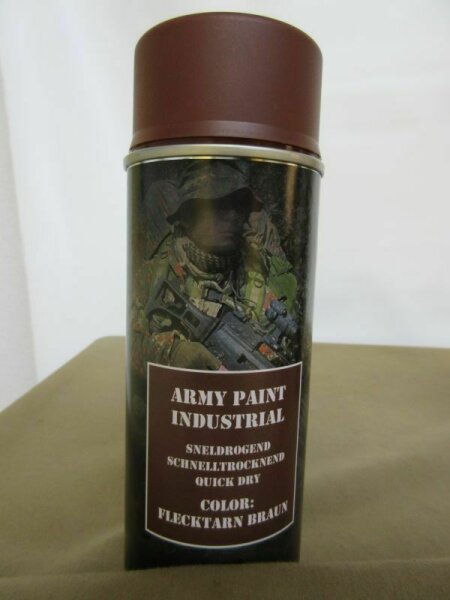 ARMY PAINT
INDUSTRIAL
SNELDROGEND
SCHNELLTROCKNEND
QUICK DRY
COLOR:
FLECKTARN BRAUN